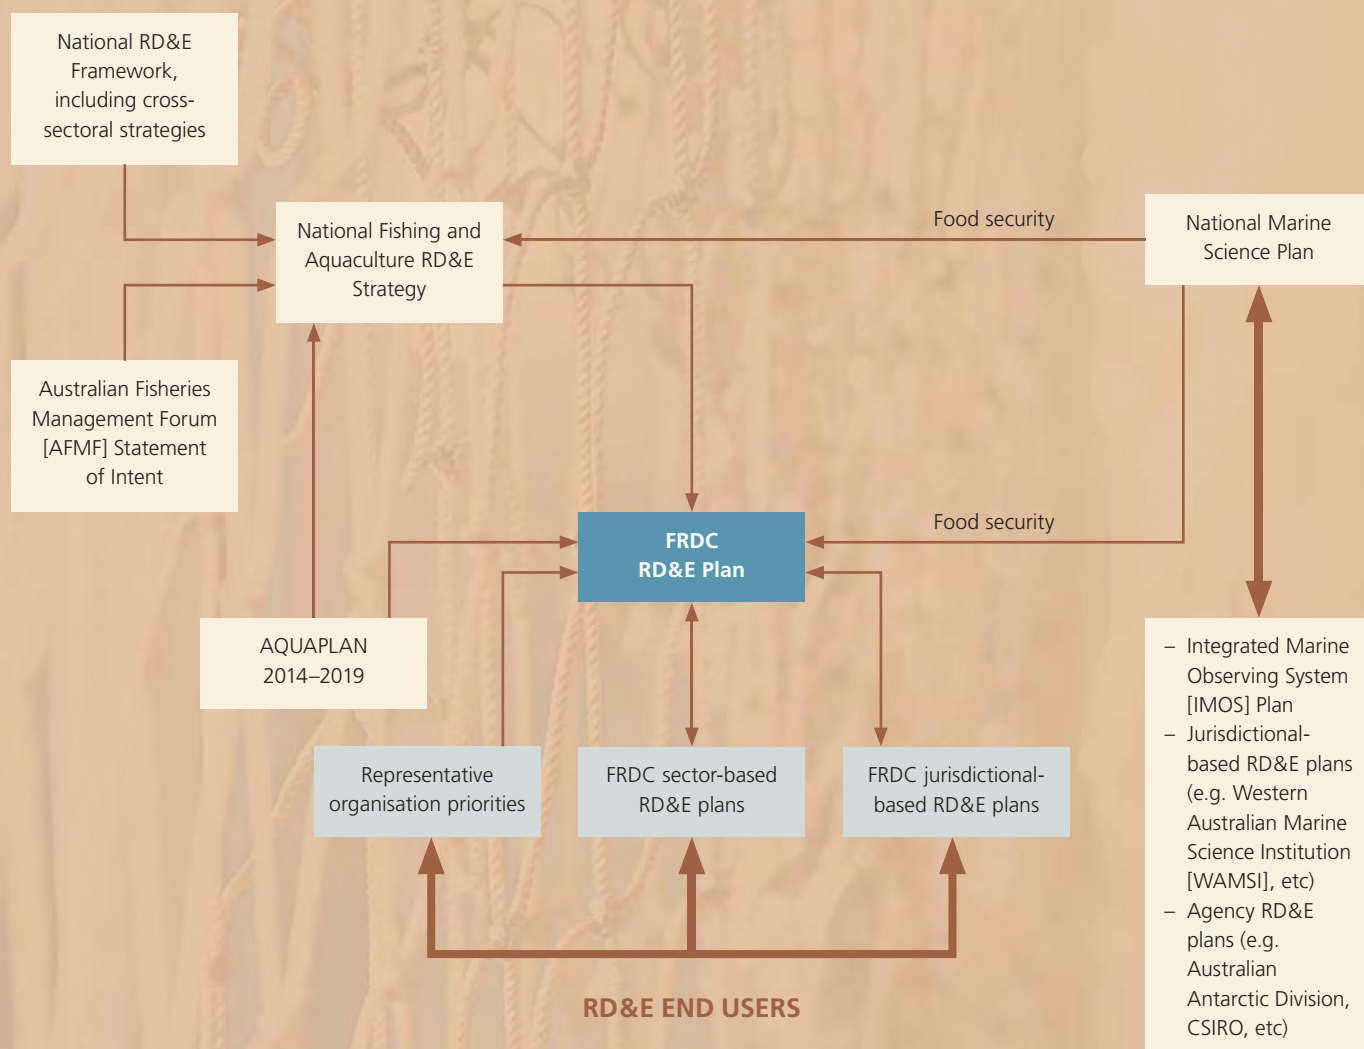 National RD&E
Framework,
including cross-
sectoral strategies
National Fishing and
Aquaculture RD&E
Strategy
Food security
National Marine
Science Plan
Australian Fisheries
Management Forum
[AFMF] Statement
of Intent
FRDC
RD&E Plan
Food security
AQUAPLAN
2014–2019
Representative
organisation priorities
FRDC sector-based
RD&E plans
FRDC jurisdictional-
based RD&E plans
– Integrated Marine
Observing System
[IMOS] Plan
– Jurisdictional-
based RD&E plans
(e.g. Western
Australian Marine
Science Institution
[WAMSI], etc)
– Agency RD&E
plans (e.g.
Australian
Antarctic Division,
CSIRO, etc)
RD&E END USERS